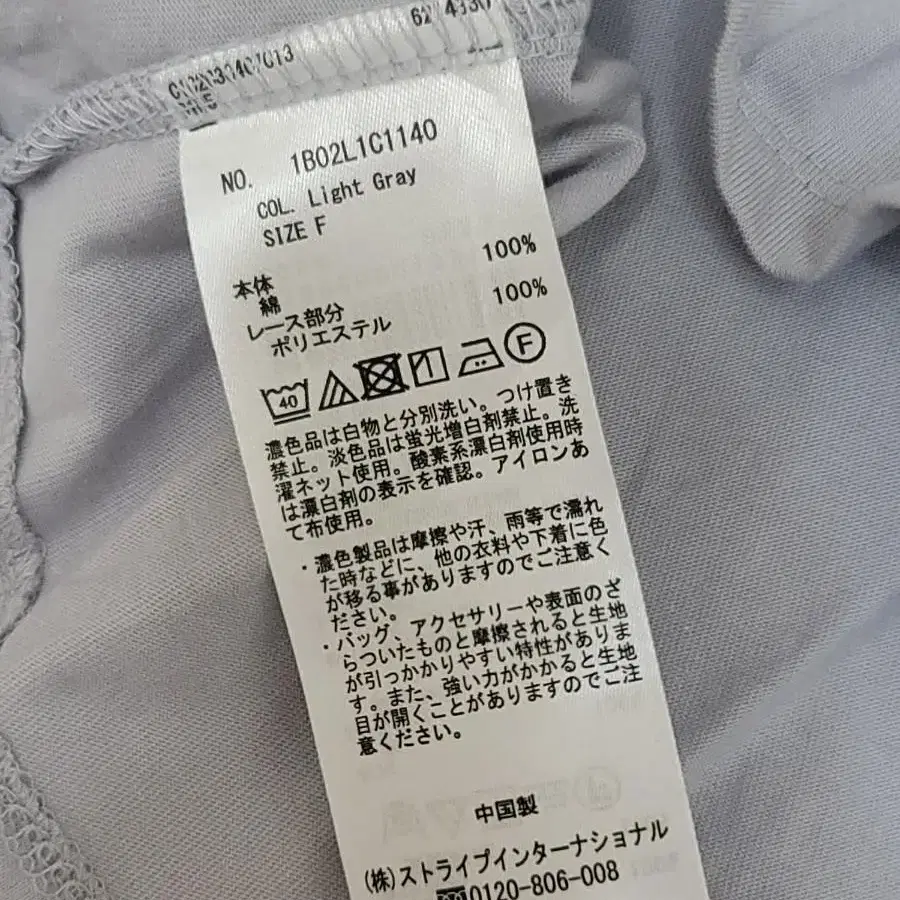 NO. 1B02L1C1140
COL. Light Gray
SIZE F
本体
綿 100%
レース部分
ポリエステル 100%
40
F
濃色品は白物と分別洗い。つけ置き
禁止。淡色品は蛍光増白剤禁止。洗
濯ネット使用。酸素系漂白剤使用時
は漂白剤の表示を確認。アイロンあ
て布使用。
・濃色製品は摩擦や汗、雨等で濡れ
た時などに、他の衣料や下着に色
が移る事がありますのでご注意く
ださい。
・バッグ、アクセサリーや表面のざ
らついたものと摩擦されると生地
が引っかかりやすい特性がありま
す。また、強い力がかかると生地
目が開くことがありますのでご注
意ください。
中国製
(株)ストライプインターナショナル
0120-806-008